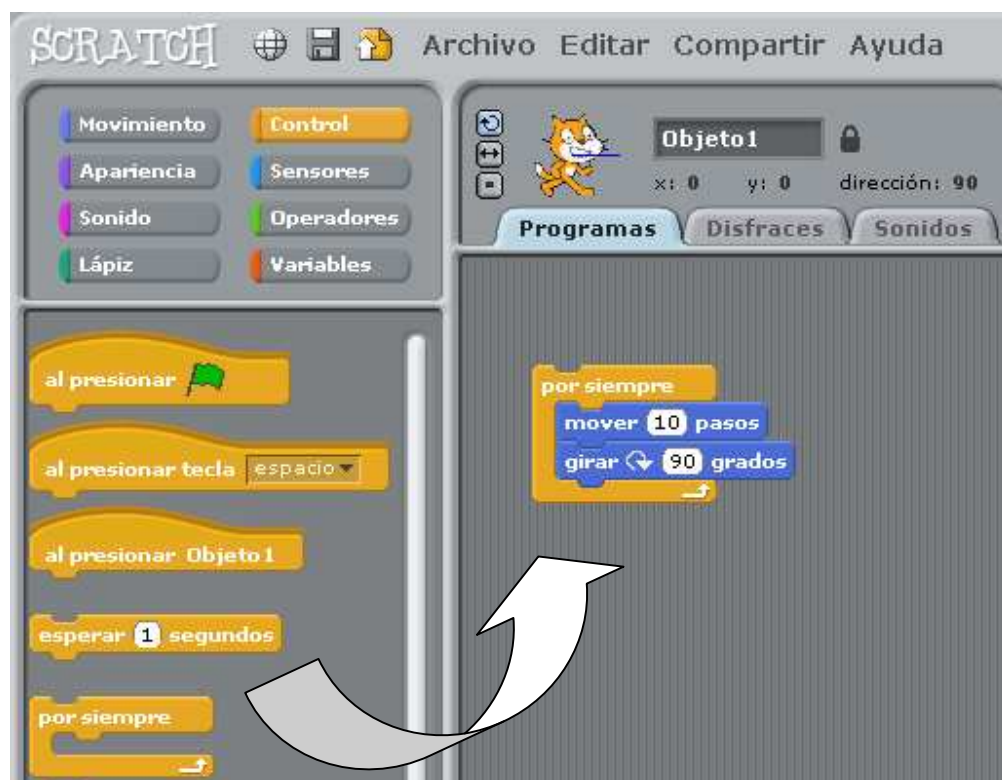 SCRATCH Archivo Editar Compartir Ayuda
Movimiento Control
Apariencia Sensores
Sonido Operadores
Lápiz Variables
Objeto1
x: 0 y: 0 dirección: 90
Programas Disfraces Sonidos
al presionar
al presionar tecla espacio
al presionar Objeto1
esperar 1 segundos
por siempre
por siempre
mover 10 pasos
girar 90 grados